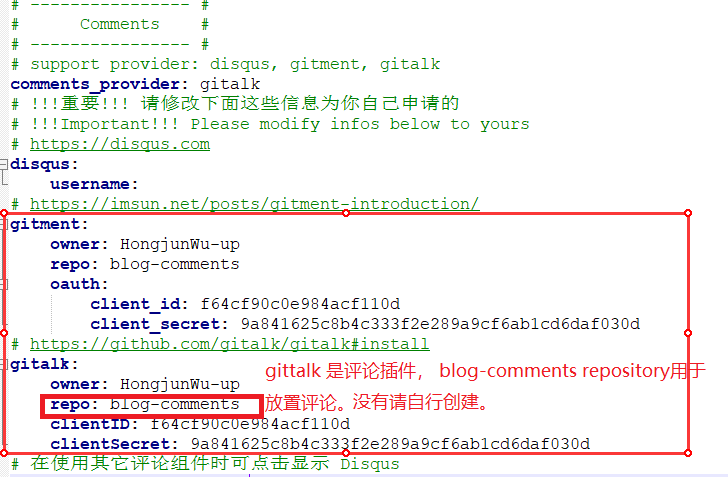 # ---------------- #
#      Comments    #
# ---------------- #
# support provider: disqus, gitment, gitalk
comments_provider: gitalk
# !!!重要!!! 请修改下面这些信息为你自己申请的
# !!!Important!!! Please modify infos below to yours
# https://disqus.com
disqus:
    username:
# https://imsun.net/posts/gitment-introduction/
gitment:
    owner: HongjunWu-up
    repo: blog-comments
    oauth:
        client_id: f64cf90c0e984acf110d
        client_secret: 9a841625c8b4c333f2e289a9cf6ab1cd6daf030d
# https://github.com/gitalk/gitalk#install
gitalk:
gittalk 是评论插件， blog-comments repository用于
    owner: HongjunWu-up
    repo: blog-comments
放置评论。没有请自行创建。
    clientID: f64cf90c0e984acf110d
    clientSecret: 9a841625c8b4c333f2e289a9cf6ab1cd6daf030d
# 在使用其它评论组件时可点击显示 Disqus